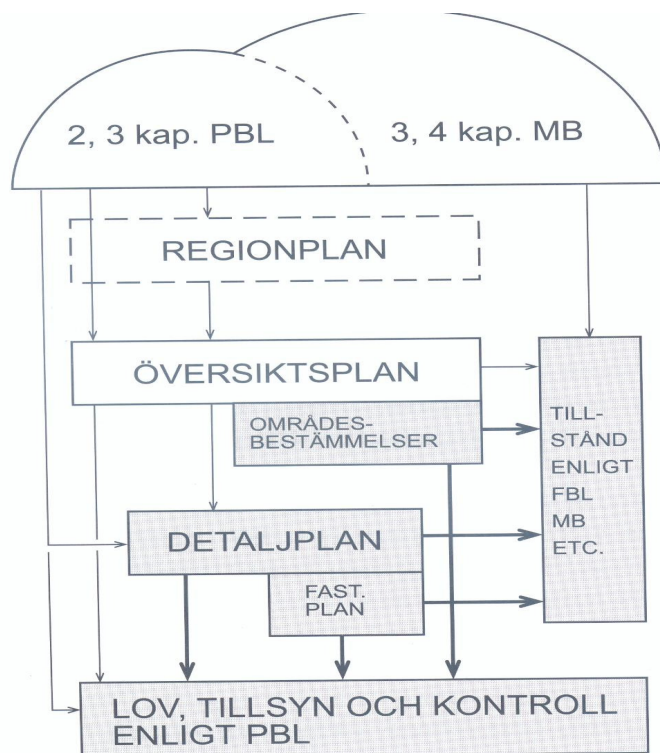 2, 3 kap. PBL
3, 4 kap. MB
REGIONPLAN
ÖVERSIKTSPLAN
OMRÅDES-
BESTÄMMELSER
TILL-
STÅND
ENLIGT
FBL
MB
ETC.
DETALJPLAN
FAST.
PLAN
LOV, TILLSYN OCH KONTROLL
ENLIGT PBL